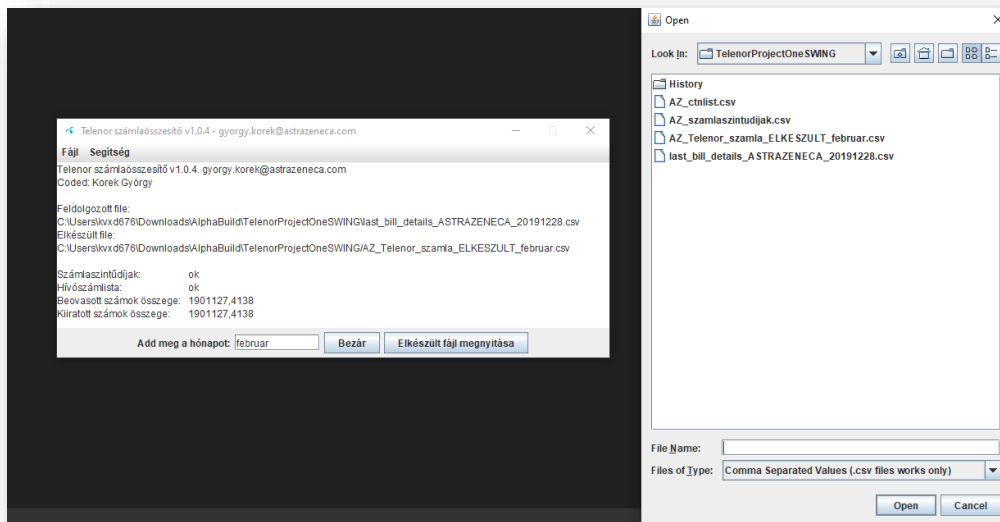 Telenor számlaösszesítő v1.0.4 - gyorgy.korek@astrazeneca.com
Fájl Segítség
Telenor számlaösszesítő v1.0.4. gyorgy.korek@astrazeneca.com
Coded: Korek György
Feldolgozott file:
C:\Users\kvxd676\Downloads\AlphaBuild\TelenorProjectOneSWING\last_bill_details_ASTRAZENECA_20191228.csv
Elkészült file:
C:\Users\kvxd676\Downloads\AlphaBuild\TelenorProjectOneSWING/AZ_Telenor_szamla_ELKESZULT_februar.csv
Számlaszintűdíjak: ok
Hívószámlista: ok
Beovasott számok összege: 1901127,4138
Kiiratott számok összege: 1901127,4138
Add meg a hónapot: februar Bezár Elkészült fájl megnyitása
Open
Look In: TelenorProjectOneSWING
History
AZ_ctnlist.csv
AZ_szamlaszintudijak.csv
AZ_Telenor_szamla_ELKESZULT_februar.csv
last_bill_details_ASTRAZENECA_20191228.csv
File Name:
Files of Type: Comma Separated Values (.csv files works only)
Open Cancel